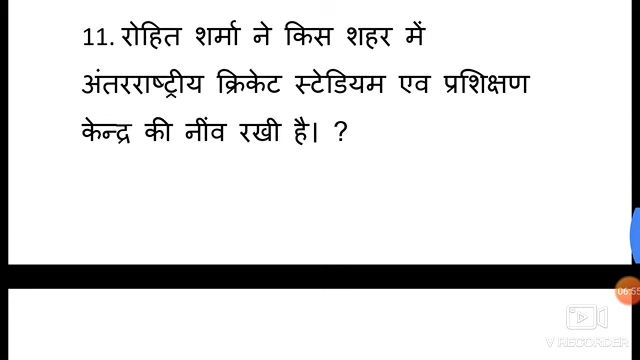 11. रोहित शर्मा ने किस शहर में
अंतरराष्ट्रीय क्रिकेट स्टेडियम एव प्रशिक्षण
केन्द्र की नींव रखी है। ?
06:55
V RECORDER